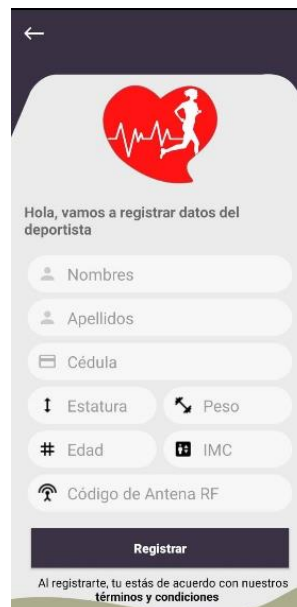 Hola, vamos a registrar datos del
deportista
Nombres
Apellidos
Cédula
Estatura
Peso
Edad
IMC
Código de Antena RF
Registrar
Al registrarte, tu estás de acuerdo con nuestros
términos y condiciones